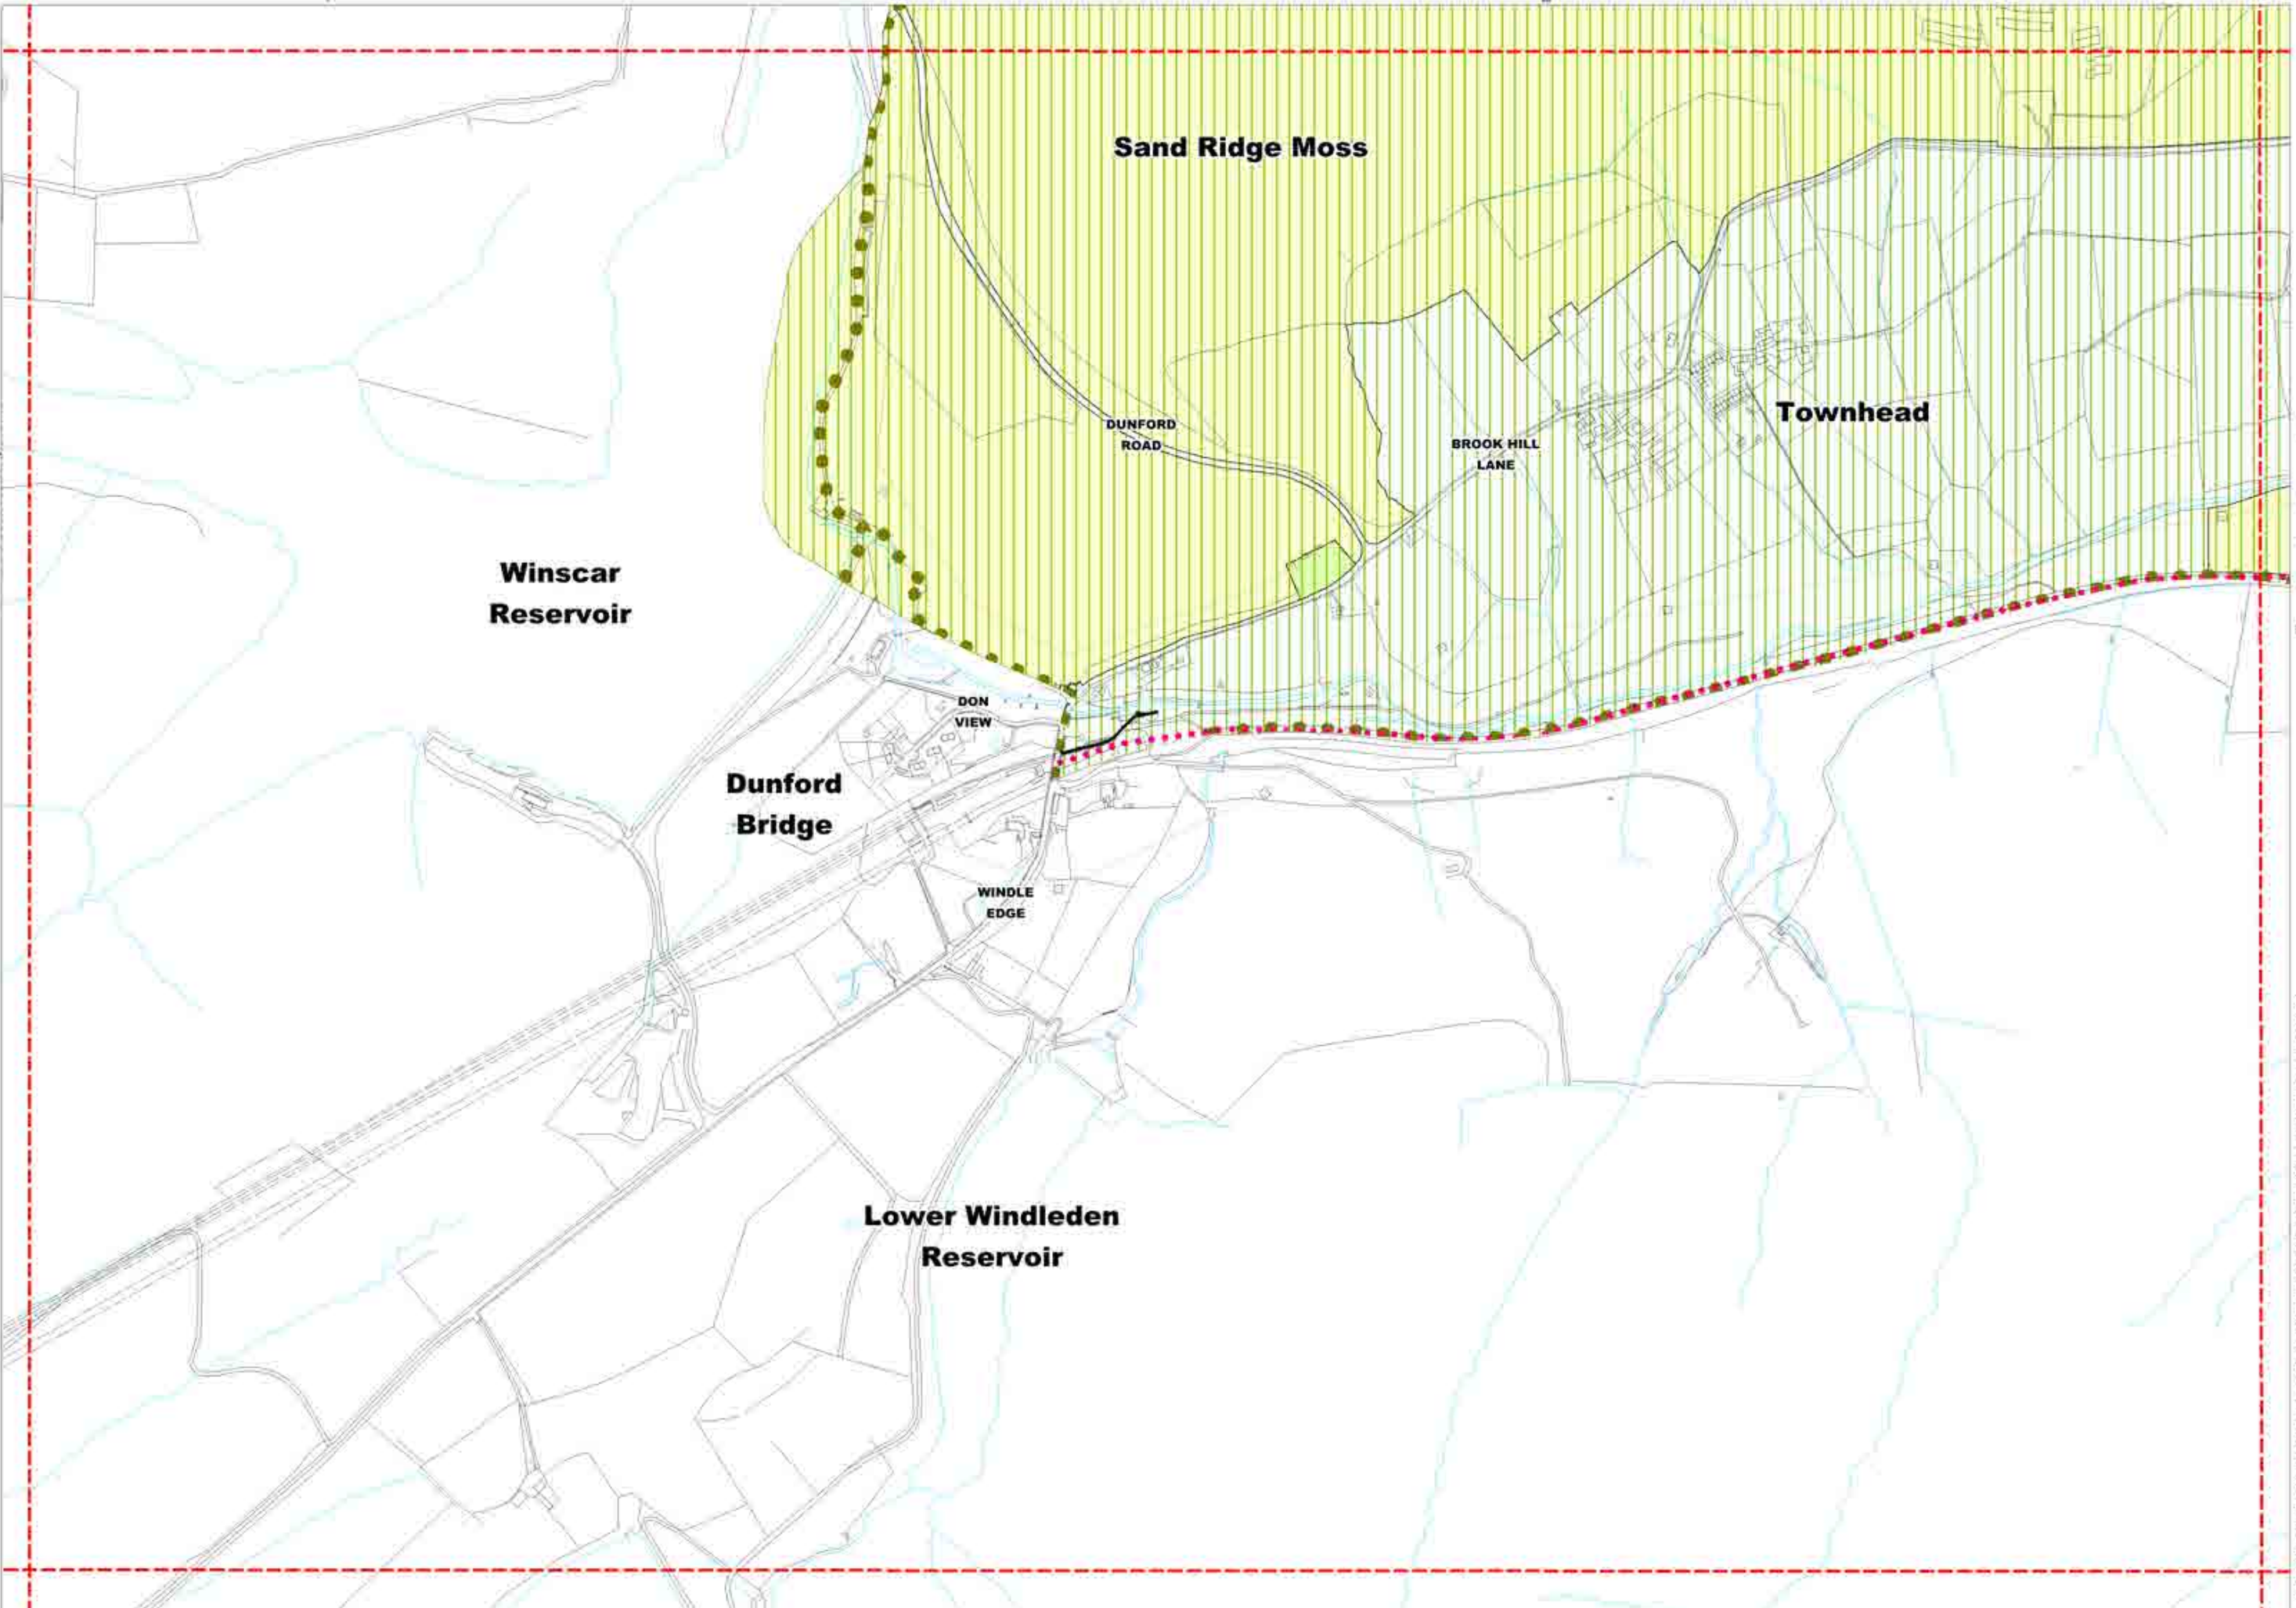 Sand Ridge Moss
Townhead
DUNFORD
ROAD
BROOK HILL
LANE
Winscar
Reservoir
DON
VIEW
Dunford
Bridge
WINDLE
EDGE
Lower Windleden
Reservoir